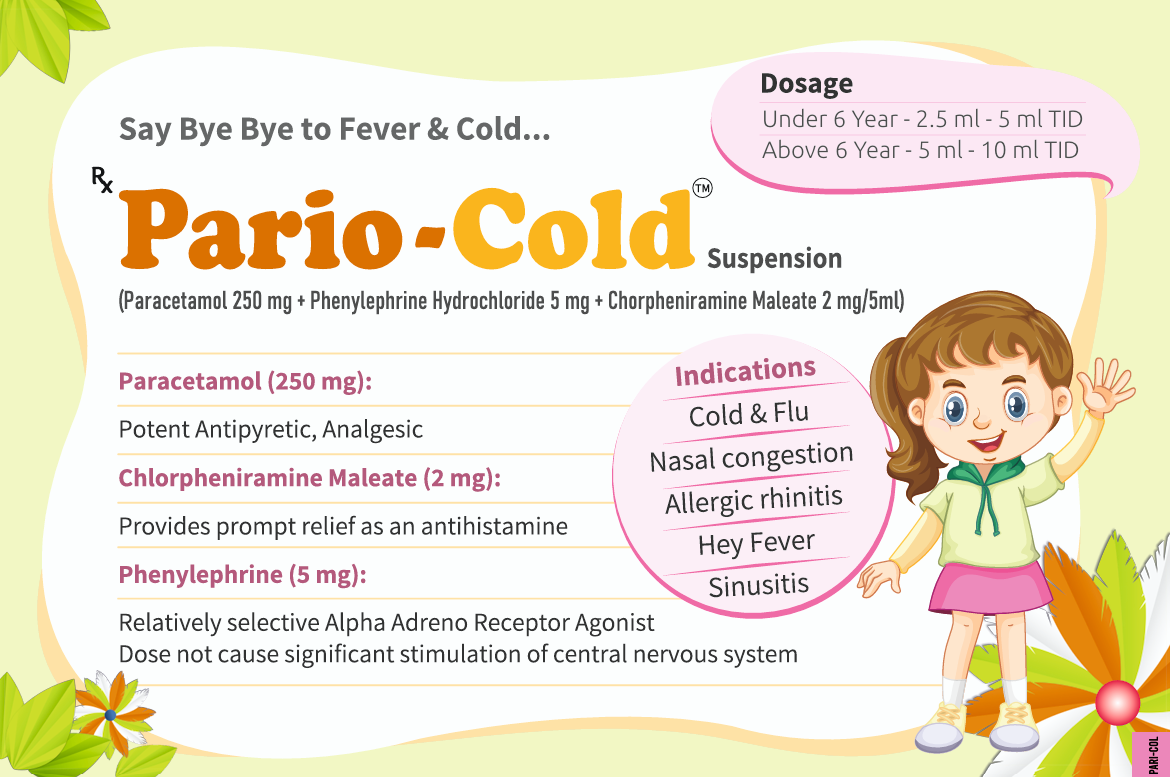 Dosage
Under 6 Year - 2.5 ml - 5 ml TID
Above 6 Year - 5 ml - 10 ml TID
Say Bye Bye to Fever & Cold...
Rx
Pario-Cold™ Suspension
(Paracetamol 250 mg + Phenylephrine Hydrochloride 5 mg + Chorpheniramine Maleate 2 mg/5ml)
Paracetamol (250 mg):
Potent Antipyretic, Analgesic
Chlorpheniramine Maleate (2 mg):
Provides prompt relief as an antihistamine
Phenylephrine (5 mg):
Relatively selective Alpha Adreno Receptor Agonist
Dose not cause significant stimulation of central nervous system
Indications
Cold & Flu
Nasal congestion
Allergic rhinitis
Hey Fever
Sinusitis
PARI-COL